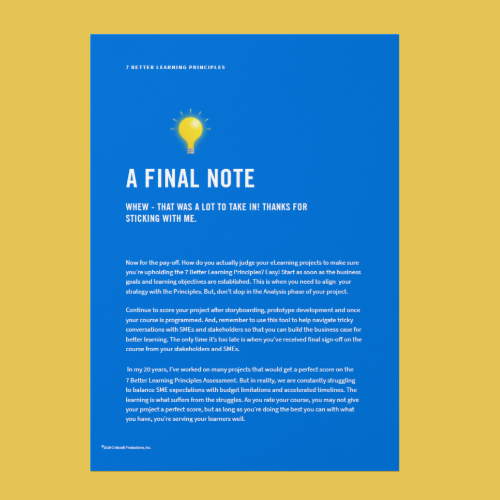 7 BETTER LEARNING PRINCIPLES
A FINAL NOTE
WHEW - THAT WAS A LOT TO TAKE IN! THANKS FOR
STICKING WITH ME.
Now for the pay-off. How do you actually judge your eLearning projects to make sure
you're upholding the 7 Better Learning Principles? Easy! Start as soon as the business
goals and learning objectives are established. This is when you need to align your
strategy with the Principles. But, don't stop in the Analysis phase of your project.
Continue to score your project after storyboarding, prototype development and once
your course is programmed. And, remember to use this tool to help navigate tricky
conversations with SMEs and stakeholders so that you can build the business case for
better learning. The only time it's too late is when you've received final sign-off on the
course from your stakeholders and SMEs.
In my 20 years, I've worked on many projects that would get a perfect score on the
7 Better Learning Principles Assessment. But in reality, we are constantly struggling
to balance SME expectations with budget limitations and accelerated timelines. The
learning is what suffers from the struggles. As you rate your course, you may not give
your project a perfect score, but as long as you're doing the best you can with what
you have, you're serving your learners well.
Productions, Inc.